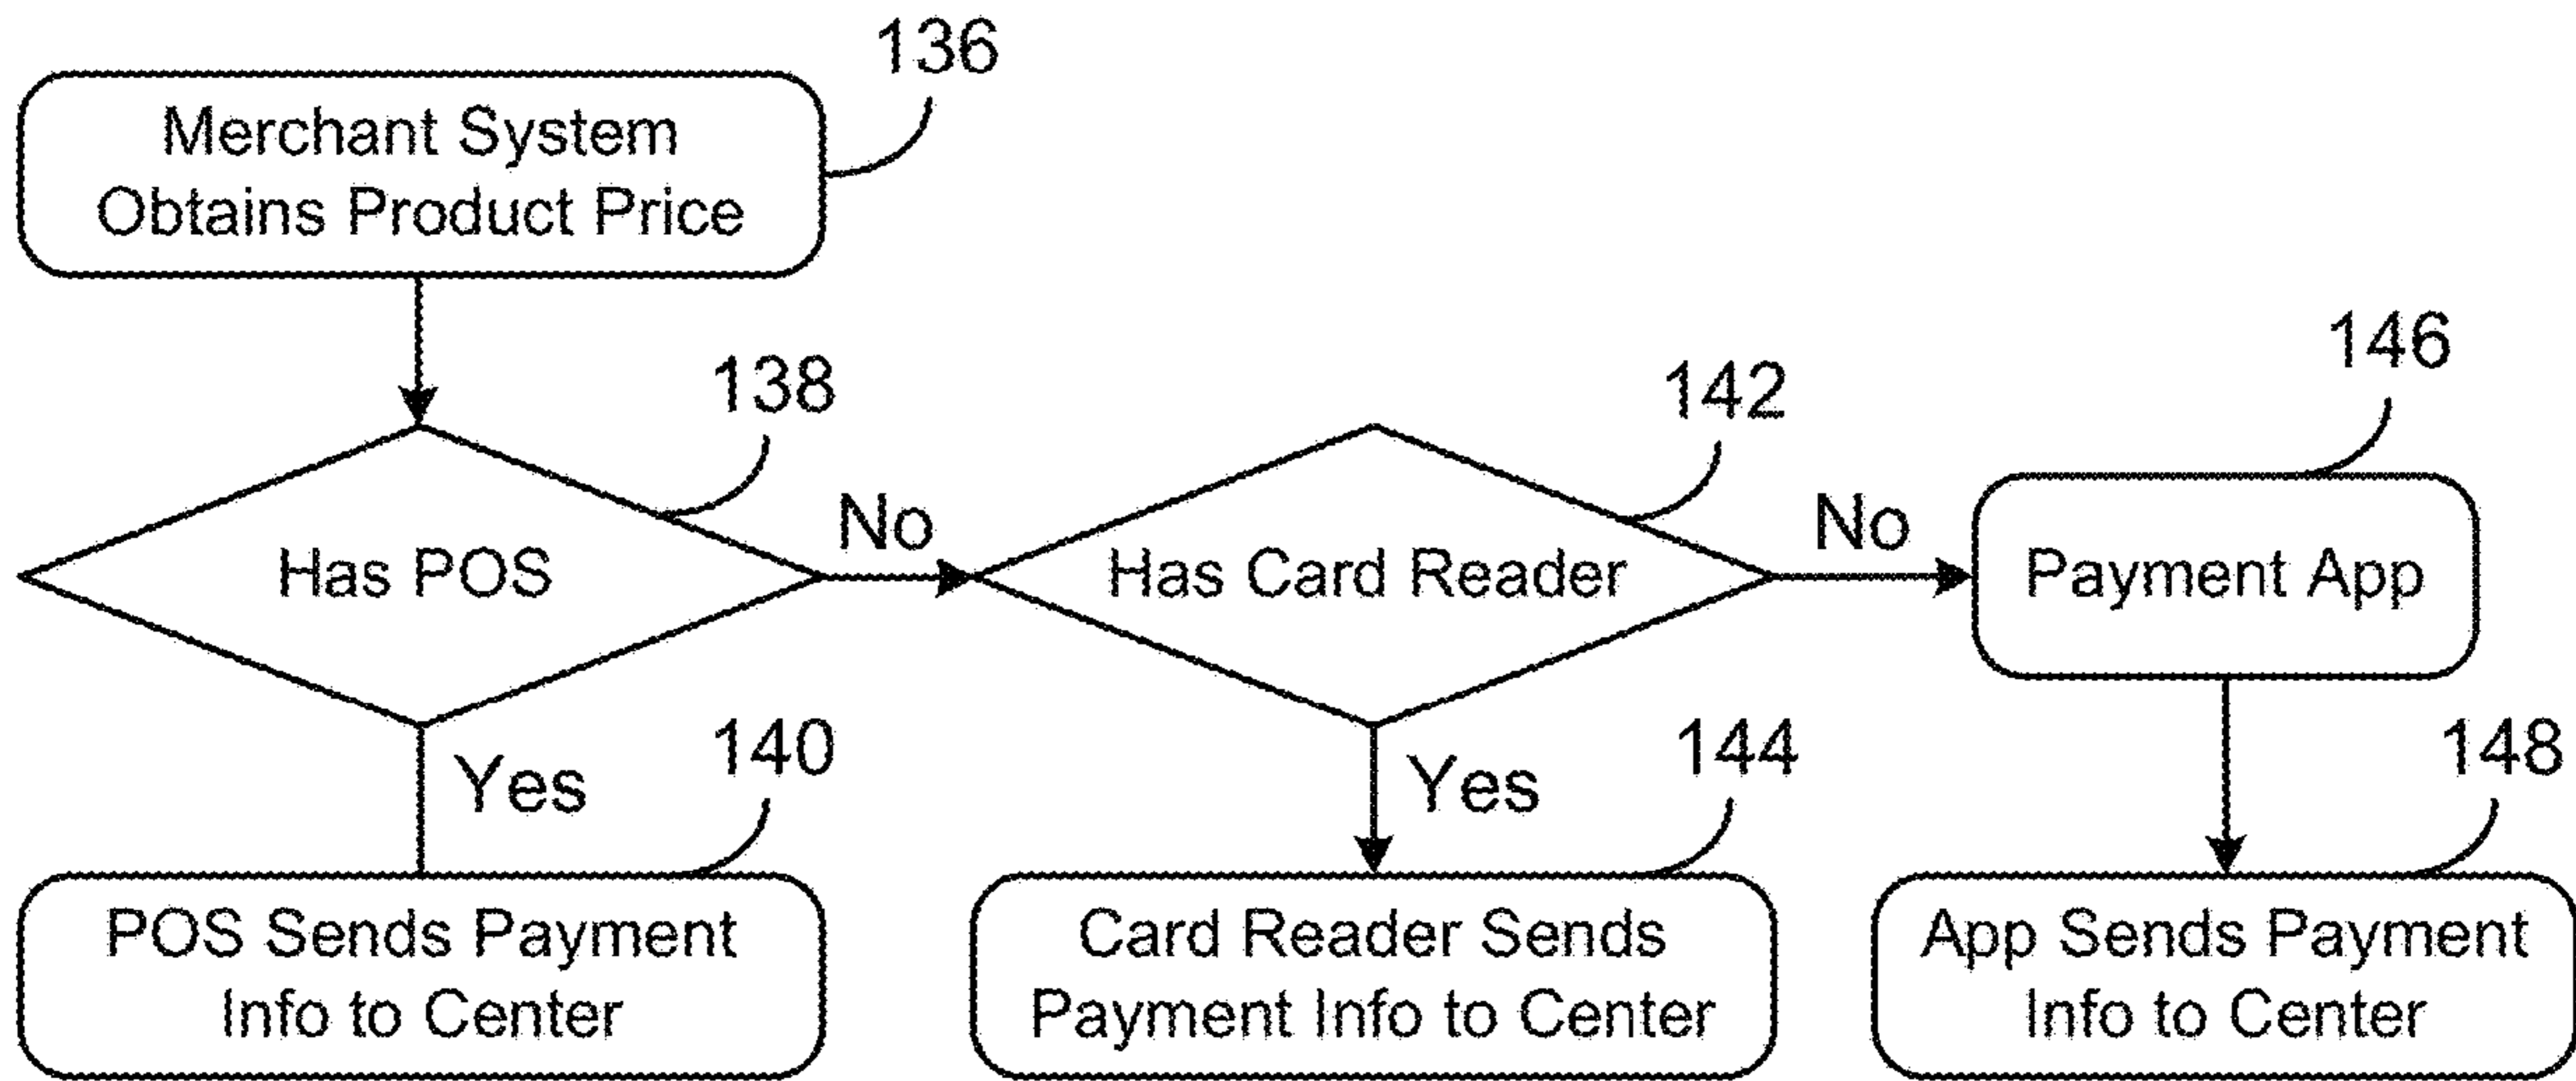 136
Merchant System
Obtains Product Price
138
Has POS
No
142
Has Card Reader
No
146
Payment App
Yes
140
POS Sends Payment
Info to Center
Yes
144
Card Reader Sends
Payment Info to Center
148
App Sends Payment
Info to Center